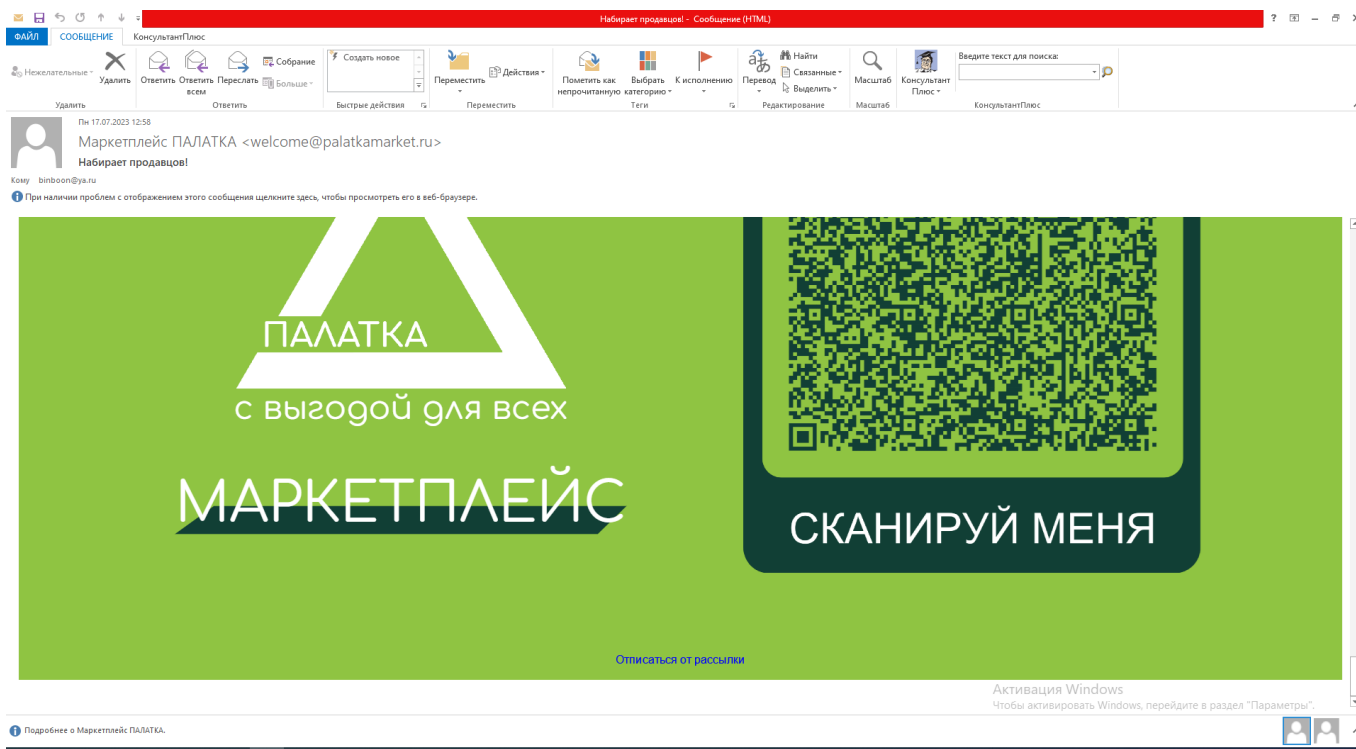 Набирает продавцов! - Сообщение (HTML)
ФАЙЛ СООБЩЕНИЕ КонсультантПлюс
Нежелательные
Удалить
Ответить
Ответить всем
Переслать
Собрание
Больше
Создать новое
Переместить
Действия
Пометить как непрочитанную
Выбрать категорию
К исполнению
Перевод
Найти
Связанные
Выделить
Масштаб
Консультант Плюс
Введите текст для поиска:
Удалить Ответить Быстрые действия Переместить Теги Редактирование Масштаб КонсультантПлюс
Пн 17.07.2023 12:58
Маркетплейс ПАЛАТКА <welcome@palatkamarket.ru>
Набирает продавцов!
Кому binboon@ya.ru
При наличии проблем с отображением этого сообщения щелкните здесь, чтобы просмотреть его в веб-браузере.
ПАЛАТКА
с выгодой для всех
МАРКЕТПЛЕЙС
СКАНИРУЙ МЕНЯ
Отписаться от рассылки
Активация Windows
Чтобы активировать Windows, перейдите в раздел "Параметры".
Подробнее о Маркетплейс ПАЛАТКА.